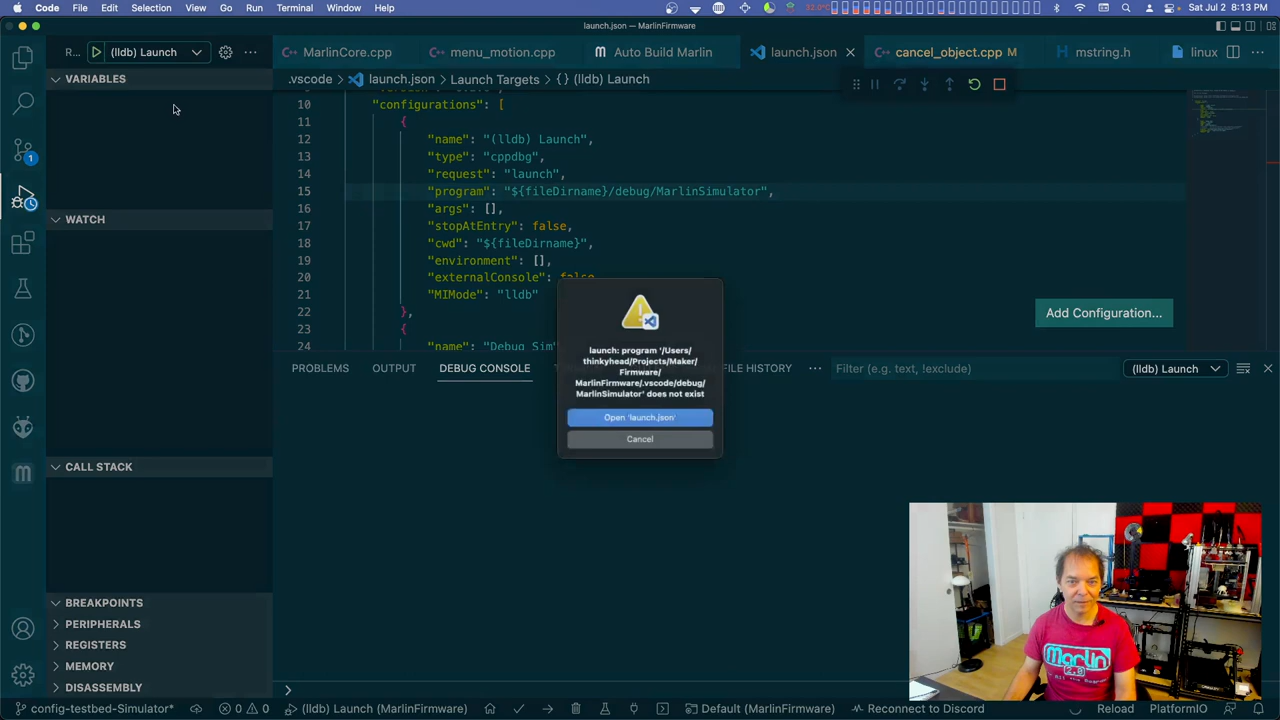 Code File Edit Selection View Go Run Terminal Window Help
Sat Jul 2 8:13 PM
launch.json — MarlinFirmware
R... (lldb) Launch
MarlinCore.cpp menu_motion.cpp M Auto Build Marlin launch.json cancel_object.cpp M mstring.h linux
.vscode > launch.json > Launch Targets > {} (lldb) Launch
VARIABLES
WATCH
CALL STACK
BREAKPOINTS
PERIPHERALS
REGISTERS
MEMORY
DISASSEMBLY
1
10 "configurations": [
11 {
12 "name": "(lldb) Launch",
13 "type": "cppdbg",
14 "request": "launch",
15 "program": "${fileDirname}/debug/MarlinSimulator",
16 "args": [],
17 "stopAtEntry": false,
18 "cwd": "${fileDirname}",
19 "environment": [],
20 "externalConsole": false
21 "MIMode": "lldb"
22 },
23 {
24 "name": "Debug Sim"
Add Configuration...
launch: program '/Users/
thinkyhead/Projects/Maker/
Firmware/
MarlinFirmware/.vscode/debug/
MarlinSimulator' does not exist
Open 'launch.json'
Cancel
PROBLEMS OUTPUT DEBUG CONSOLE FILE HISTORY ... Filter (e.g. text, !exclude) (lldb) Launch
Marlin
2.0
config-testbed-Simulator* 0 0 (lldb) Launch (MarlinFirmware) Default (MarlinFirmware) Reconnect to Discord Reload PlatformIO